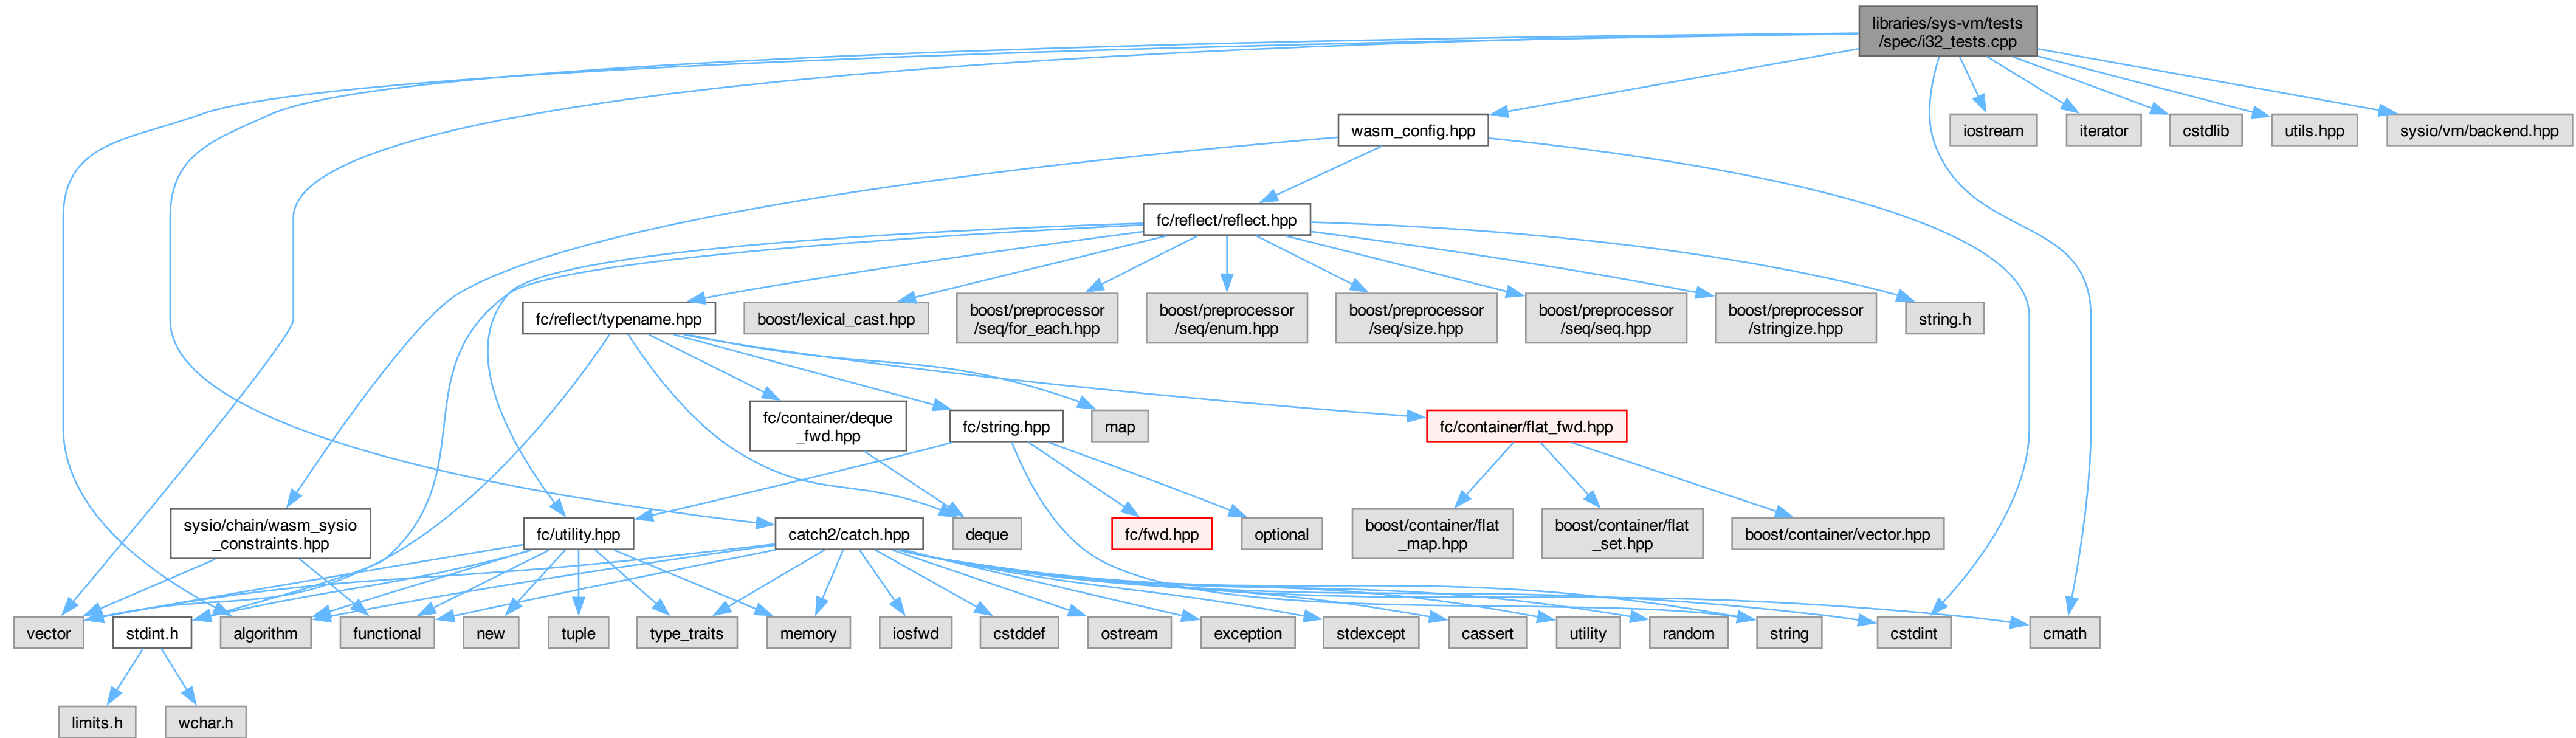 libraries/sys-vm/tests
/spec/i32_tests.cpp
wasm_config.hpp
iostream
iterator
cstdlib
utils.hpp
sysio/vm/backend.hpp
fc/reflect/reflect.hpp
fc/reflect/typename.hpp
boost/lexical_cast.hpp
boost/preprocessor
/seq/for_each.hpp
boost/preprocessor
/seq/enum.hpp
boost/preprocessor
/seq/size.hpp
boost/preprocessor
/seq/seq.hpp
boost/preprocessor
/stringize.hpp
string.h
fc/container/deque
_fwd.hpp
fc/string.hpp
map
fc/container/flat_fwd.hpp
sysio/chain/wasm_sysio
_constraints.hpp
fc/utility.hpp
catch2/catch.hpp
deque
fc/fwd.hpp
optional
boost/container/flat
_map.hpp
boost/container/flat
_set.hpp
boost/container/vector.hpp
vector
stdint.h
algorithm
functional
new
tuple
type_traits
memory
iosfwd
cstddef
ostream
exception
stdexcept
cassert
utility
random
string
cstdint
cmath
limits.h
wchar.h